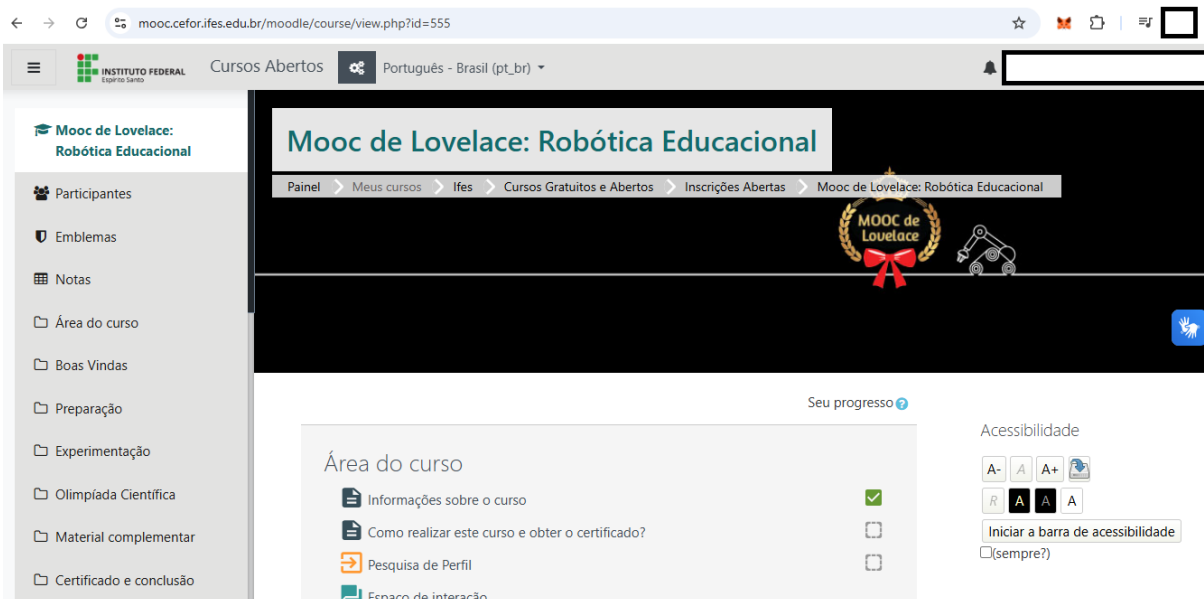 mooc.cefor.ifes.edu.br/moodle/course/view.php?id=555
INSTITUTO FEDERAL
Espírito Santo
Cursos Abertos
Português - Brasil (pt_br)
Mooc de Lovelace:
Robótica Educacional
Participantes
Emblemas
Notas
Área do curso
Boas Vindas
Preparação
Experimentação
Olimpíada Científica
Material complementar
Certificado e conclusão
Mooc de Lovelace: Robótica Educacional
Painel Meus cursos Ifes Cursos Gratuitos e Abertos Inscrições Abertas Mooc de Lovelace: Robótica Educacional
MOOC de
Lovelace
Seu progresso
Área do curso
Informações sobre o curso
Como realizar este curso e obter o certificado?
Pesquisa de Perfil
Espaço de interação
Acessibilidade
A- A A+
R A A A
Iniciar a barra de acessibilidade
(sempre?)